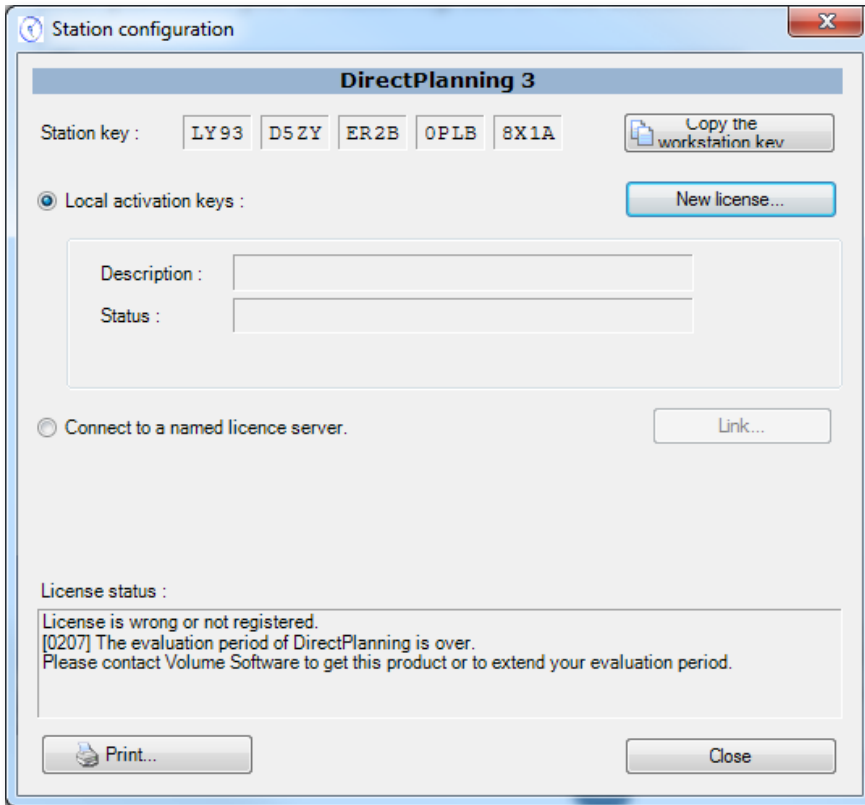 Station configuration
DirectPlanning 3
Station key : LY93 D5ZY ER2B 0PLB 8X1A
Copy the
workstation key
Local activation keys :
New license...
Description :
Status :
Connect to a named licence server.
Link...
License status :
License is wrong or not registered.
[0207] The evaluation period of DirectPlanning is over.
Please contact Volume Software to get this product or to extend your evaluation period.
Print...
Close